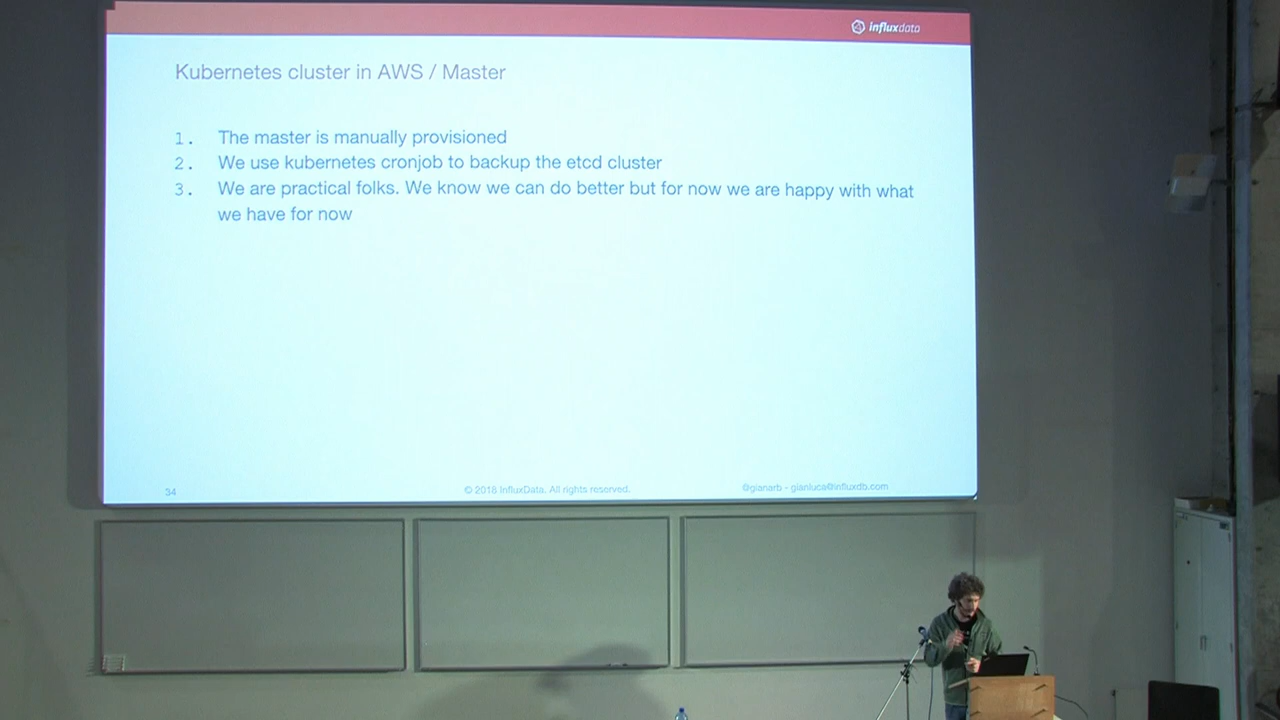 influxdata
Kubernetes cluster in AWS / Master
1. The master is manually provisioned
2. We use kubernetes cronjob to backup the etcd cluster
3. We are practical folks. We know we can do better but for now we are happy with what
we have for now
34 © 2018 InfluxData. All rights reserved. @gianarb - gianluca@influxdb.com